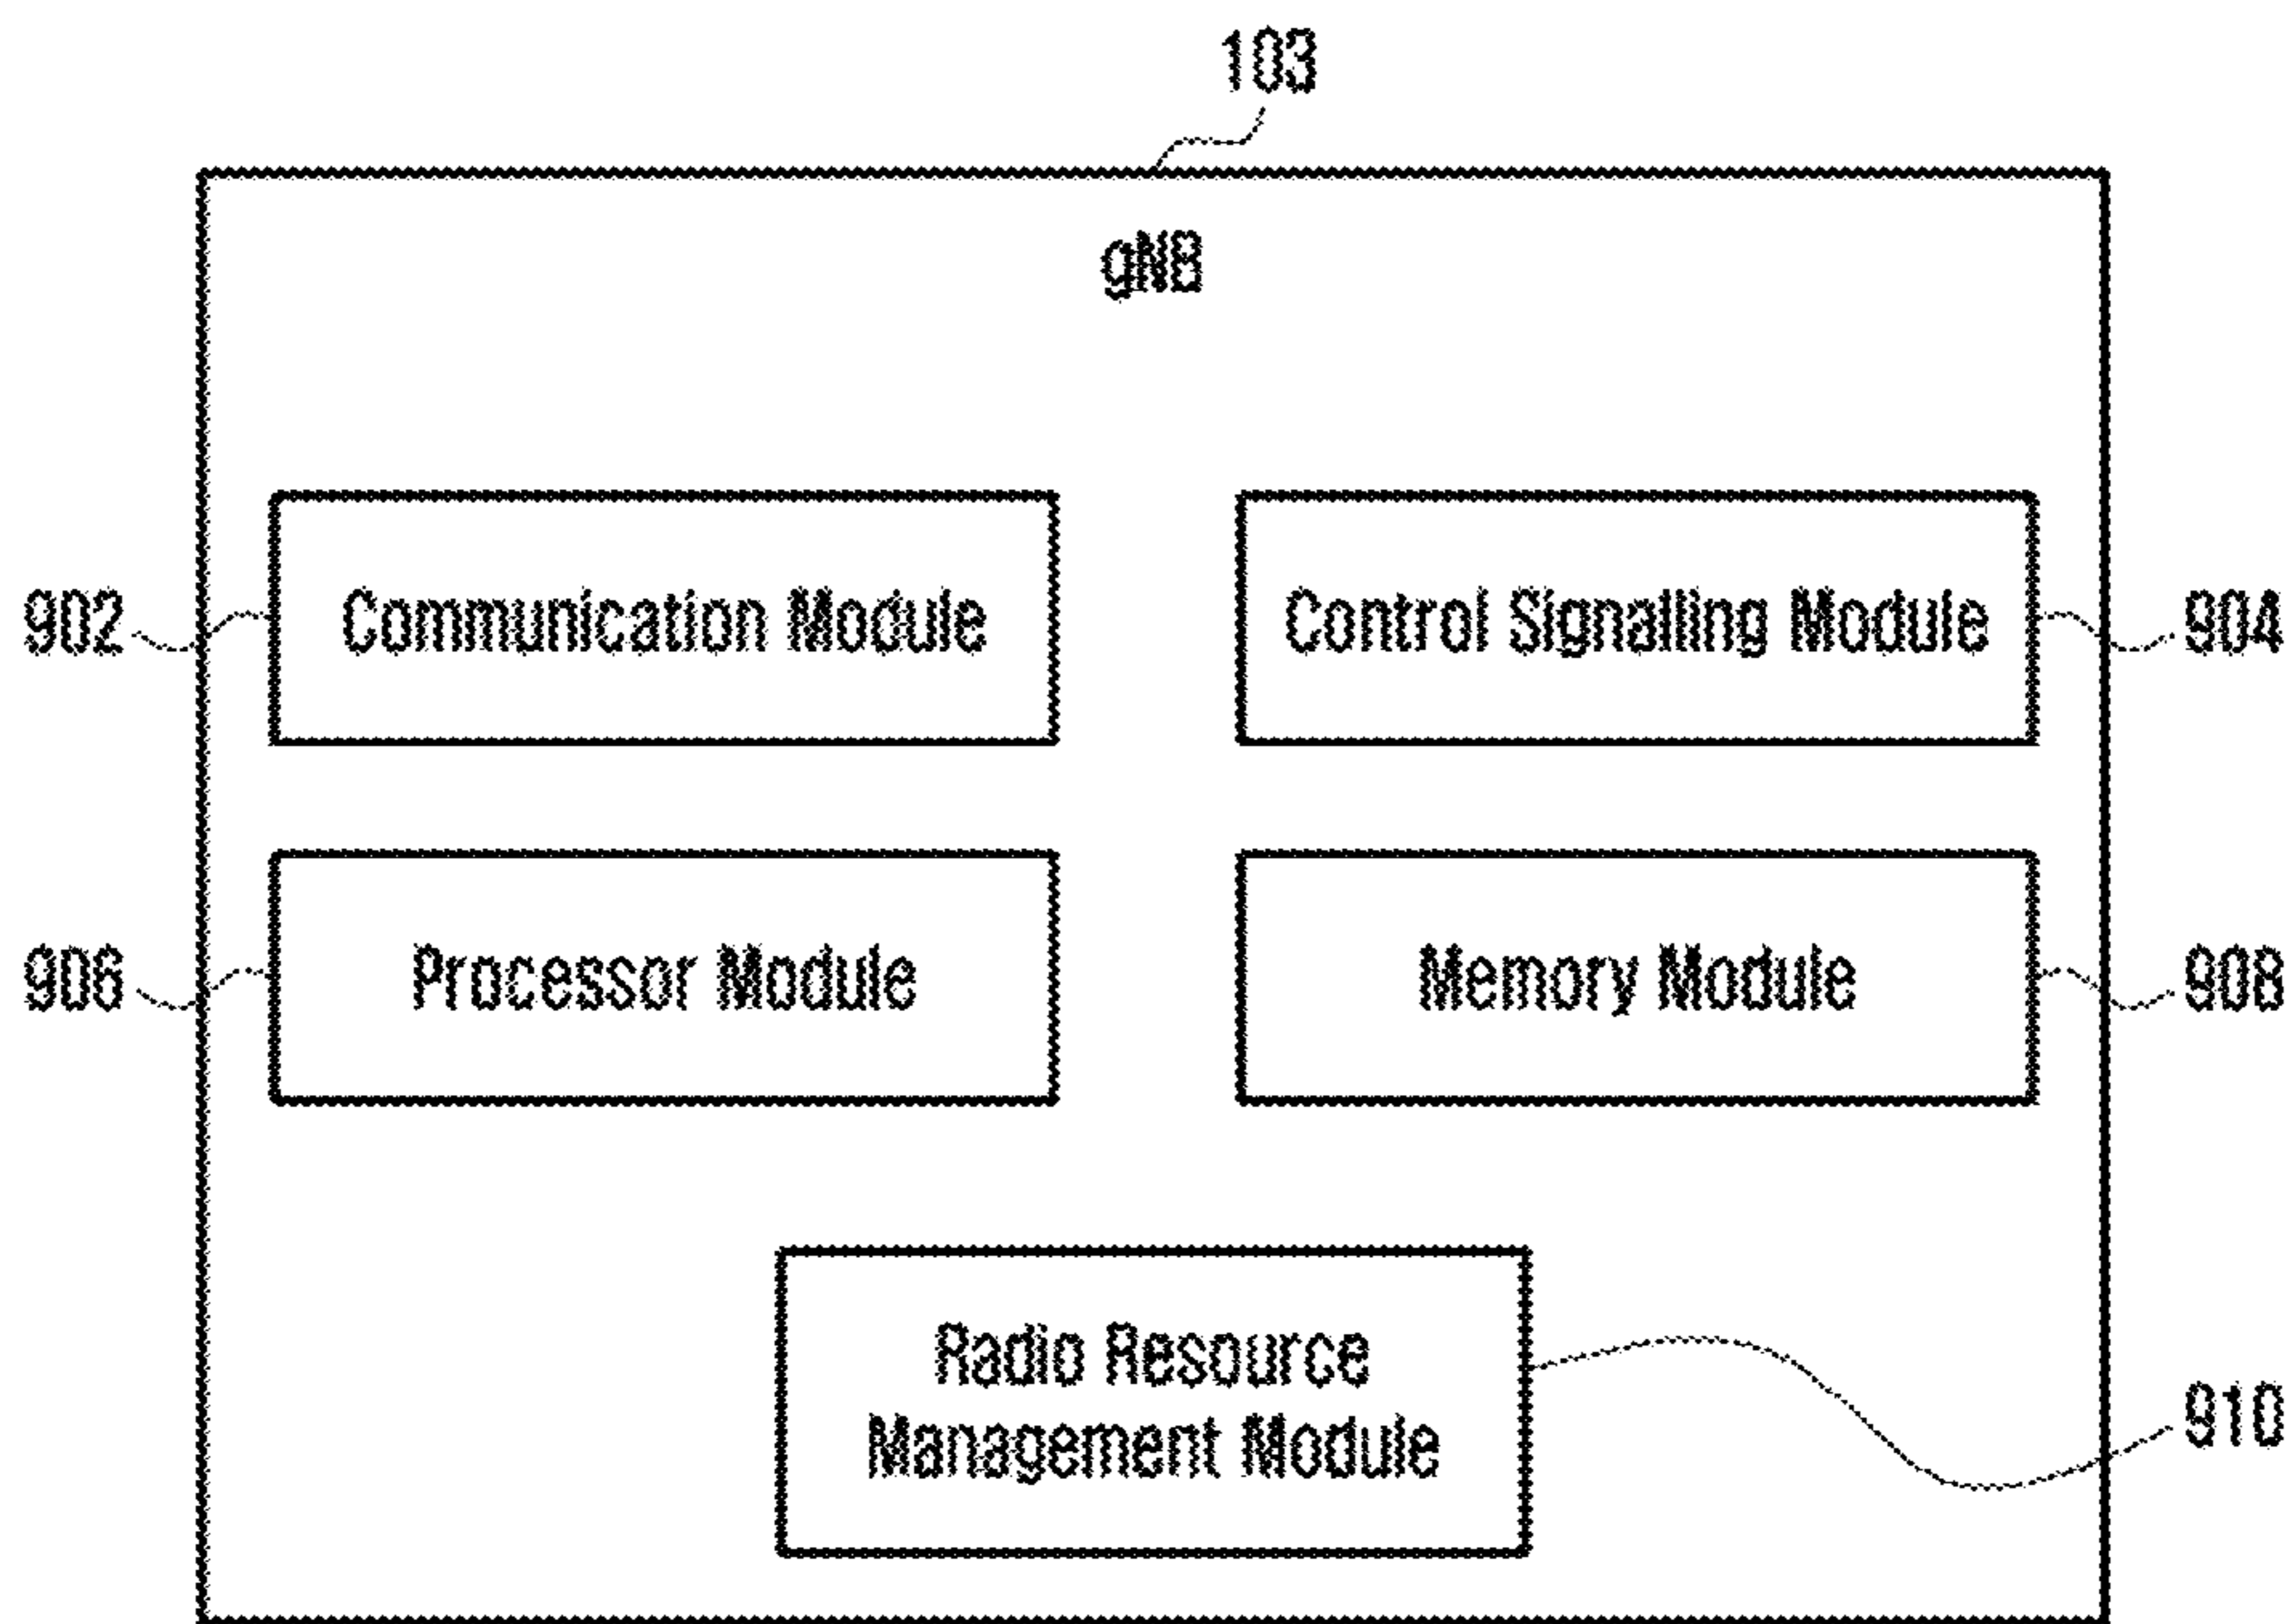 103
gNB
902
Communication Module
Control Signalling Module
904
906
Processor Module
Memory Module
908
Radio Resource
Management Module
910